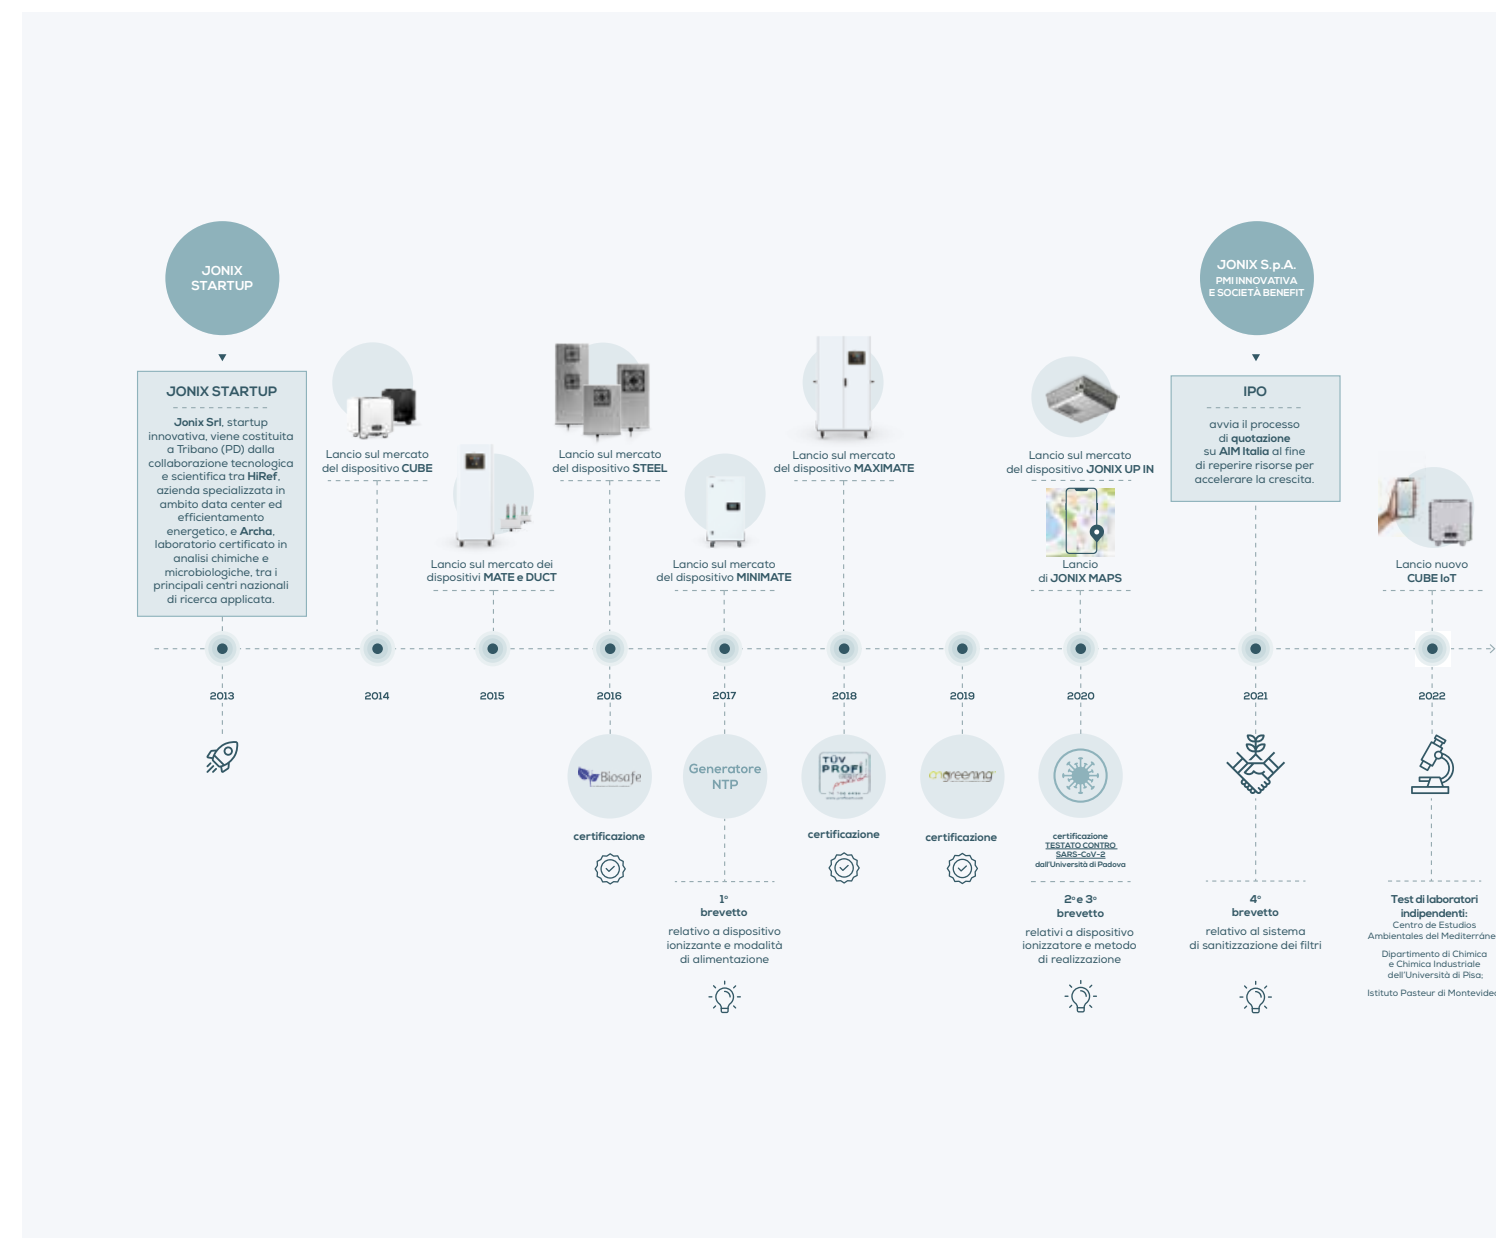 JONIX
STARTUP
JONIX STARTUP
Jonix Srl, startup
innovativa, viene costituita
a Tribano (PD) dalla
collaborazione tecnologica
e scientifica tra HiRef,
azienda specializzata in
ambito data center ed
efficientamento
energetico, e Archa,
laboratorio certificato in
analisi chimiche e
microbiologiche, tra i
principali centri nazionali
di ricerca applicata.
Lancio sul mercato
del dispositivo CUBE
Lancio sul mercato dei
dispositivi MATE e DUCT
Lancio sul mercato
del dispositivo STEEL
Lancio sul mercato
del dispositivo MINIMATE
Lancio sul mercato
del dispositivo MAXIMATE
Lancio sul mercato
del dispositivo JONIX UP IN
Lancio
di JONIX MAPS
JONIX S.p.A.
PMI INNOVATIVA
E SOCIETÀ BENEFIT
IPO
avvia il processo
di quotazione
su AIM Italia al fine
di reperire risorse per
accelerare la crescita.
Lancio nuovo
CUBE IoT
2013
2014
2015
2016
2017
2018
2019
2020
2021
2022
Biosafe
certificazione
Generatore
NTP
1°
brevetto
relativo a dispositivo
ionizzante e modalità
di alimentazione
TÜV
PROFI
certificazione
greening
certificazione
certificazione
TESTATO CONTRO
SARS-CoV-2
dall'Università di Padova
2° e 3°
brevetto
relativi a dispositivo
ionizzatore e metodo
di realizzazione
4°
brevetto
relativo al sistema
di sanitizzazione dei filtri
Test di laboratori
indipendenti:
Centro de Estudios
Ambientales del Mediterráne
Dipartimento di Chimica
e Chimica Industriale
dell'Università di Pisa;
Istituto Pasteur di Montevideo